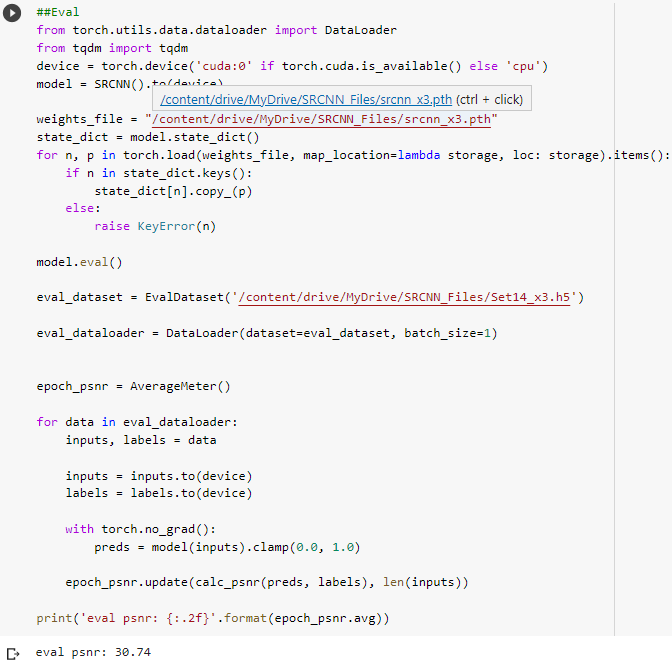 ##Eval
from torch.utils.data.dataloader import DataLoader
from tqdm import tqdm
device = torch.device('cuda:0' if torch.cuda.is_available() else 'cpu')
model = SRCNN().to(device)
/content/drive/MyDrive/SRCNN_Files/srcnn_x3.pth (ctrl + click)
weights_file = "/content/drive/MyDrive/SRCNN_Files/srcnn_x3.pth"
state_dict = model.state_dict()
for n, p in torch.load(weights_file, map_location=lambda storage, loc: storage).items():
    if n in state_dict.keys():
        state_dict[n].copy_(p)
    else:
        raise KeyError(n)
model.eval()
eval_dataset = EvalDataset('/content/drive/MyDrive/SRCNN_Files/Set14_x3.h5')
eval_dataloader = DataLoader(dataset=eval_dataset, batch_size=1)
epoch_psnr = AverageMeter()
for data in eval_dataloader:
    inputs, labels = data
    inputs = inputs.to(device)
    labels = labels.to(device)
    with torch.no_grad():
        preds = model(inputs).clamp(0.0, 1.0)
    epoch_psnr.update(calc_psnr(preds, labels), len(inputs))
print('eval psnr: {:.2f}'.format(epoch_psnr.avg))
eval psnr: 30.74